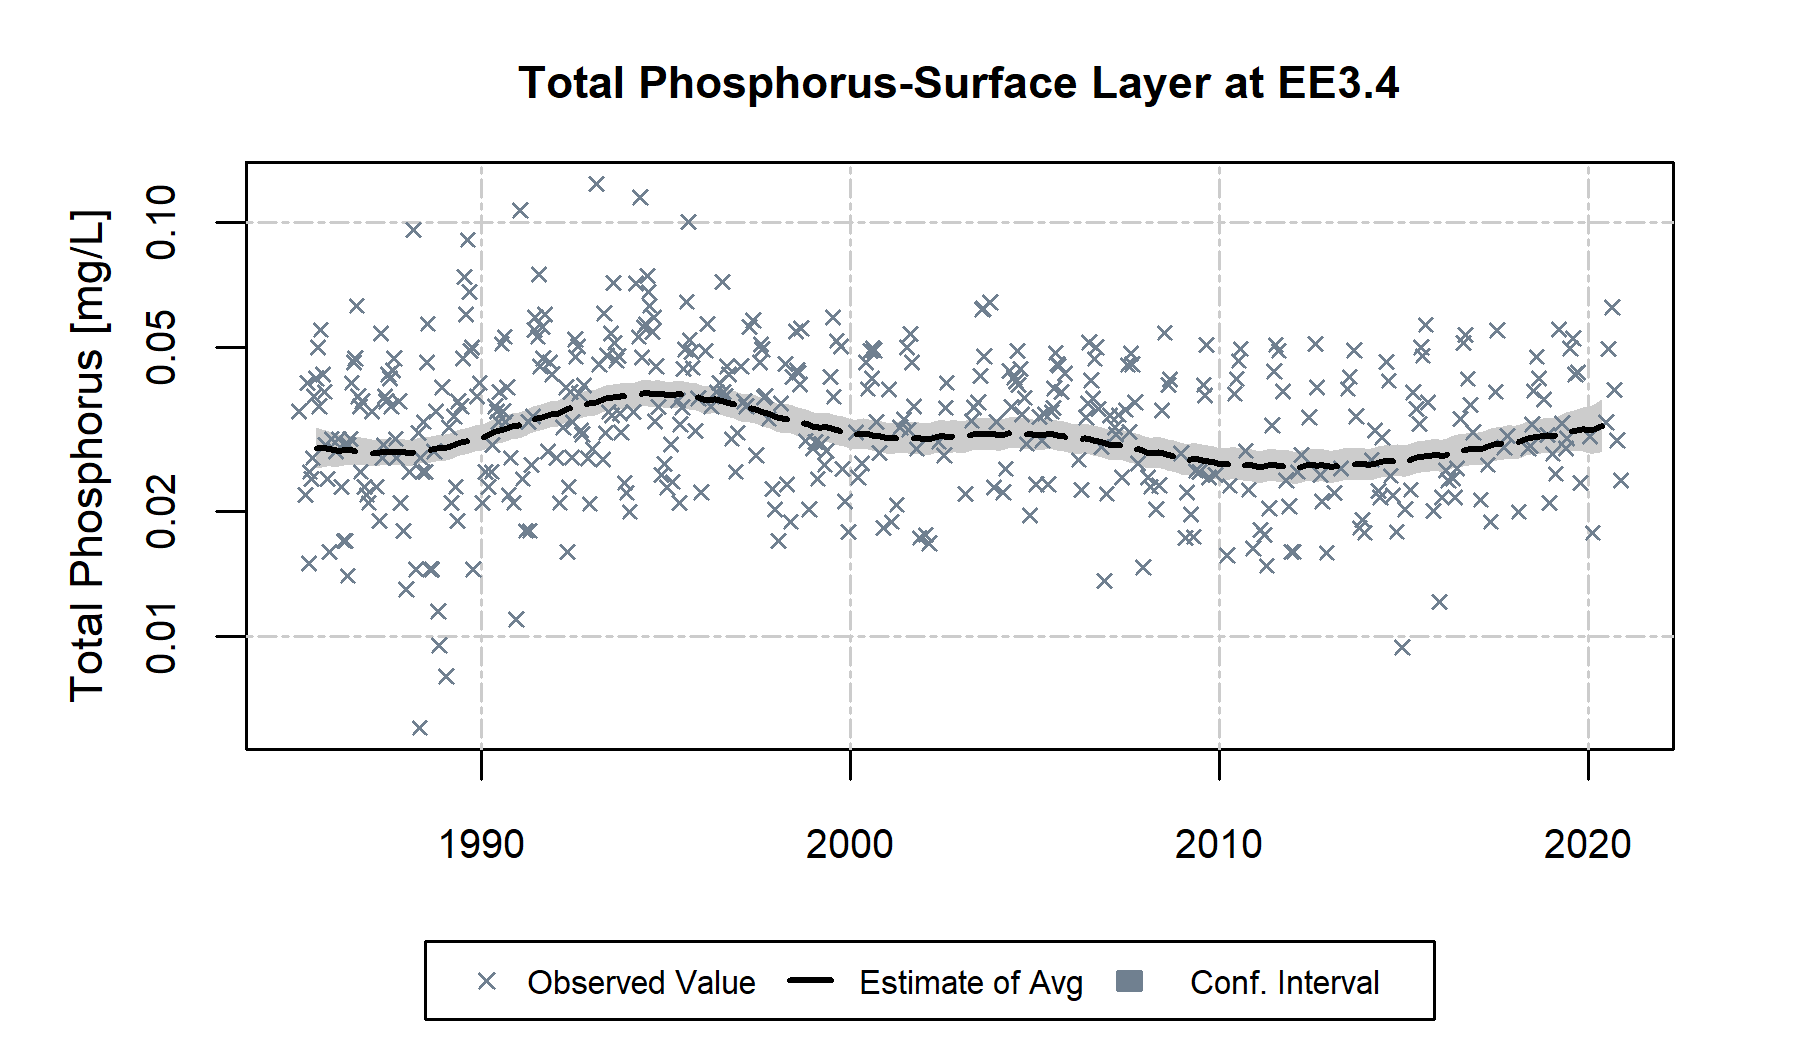 Total Phosphorus-Surface Layer at EE3.4
Total Phosphorus [mg/L]
0.10
0.05
0.02
0.01
1990 2000 2010 2020
Observed Value Estimate of Avg Conf. Interval